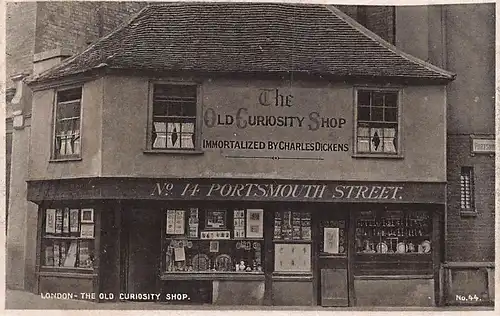 The
OLD CURIOSITY SHOP
IMMORTALIZED BY CHARLES DICKENS
No 14 PORTSMOUTH STREET.
LONDON - THE OLD CURIOSITY SHOP.
No. 44.